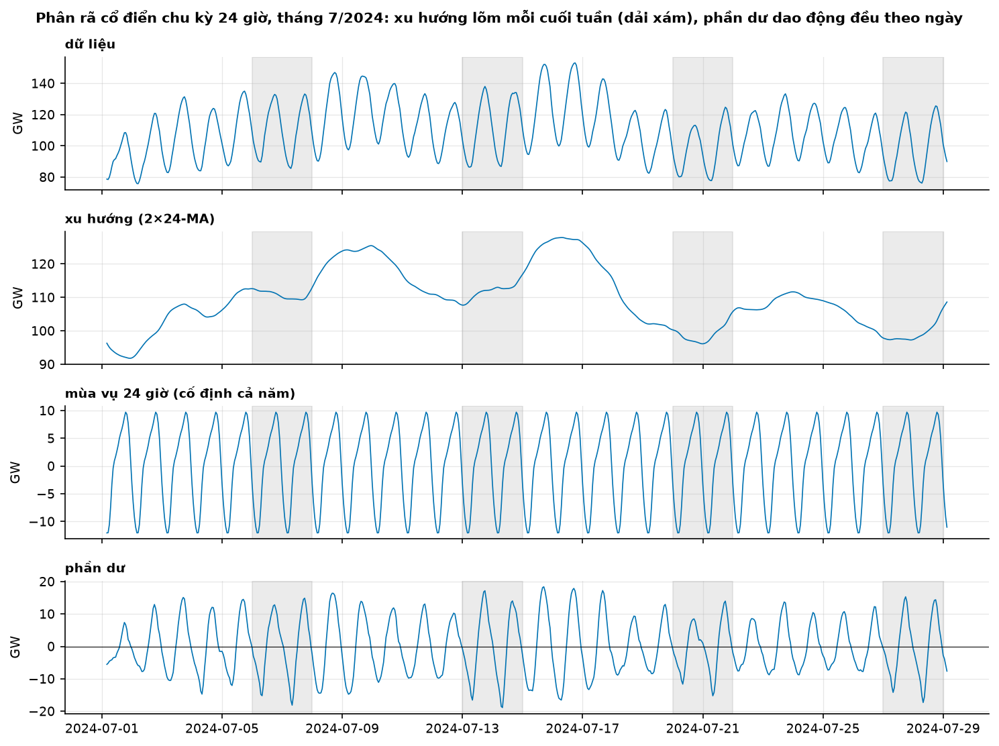 Phân rã cổ điển chu kỳ 24 giờ, tháng 7/2024: xu hướng lõm mỗi cuối tuần (dải xám), phần dư dao động đều theo ngày
dữ liệu
GW
140
120
100
80
xu hướng (2×24-MA)
GW
120
110
100
90
mùa vụ 24 giờ (cố định cả năm)
GW
10
5
0
−5
−10
phần dư
GW
20
10
0
−10
−20
2024-07-01 2024-07-05 2024-07-09 2024-07-13 2024-07-17 2024-07-21 2024-07-25 2024-07-29